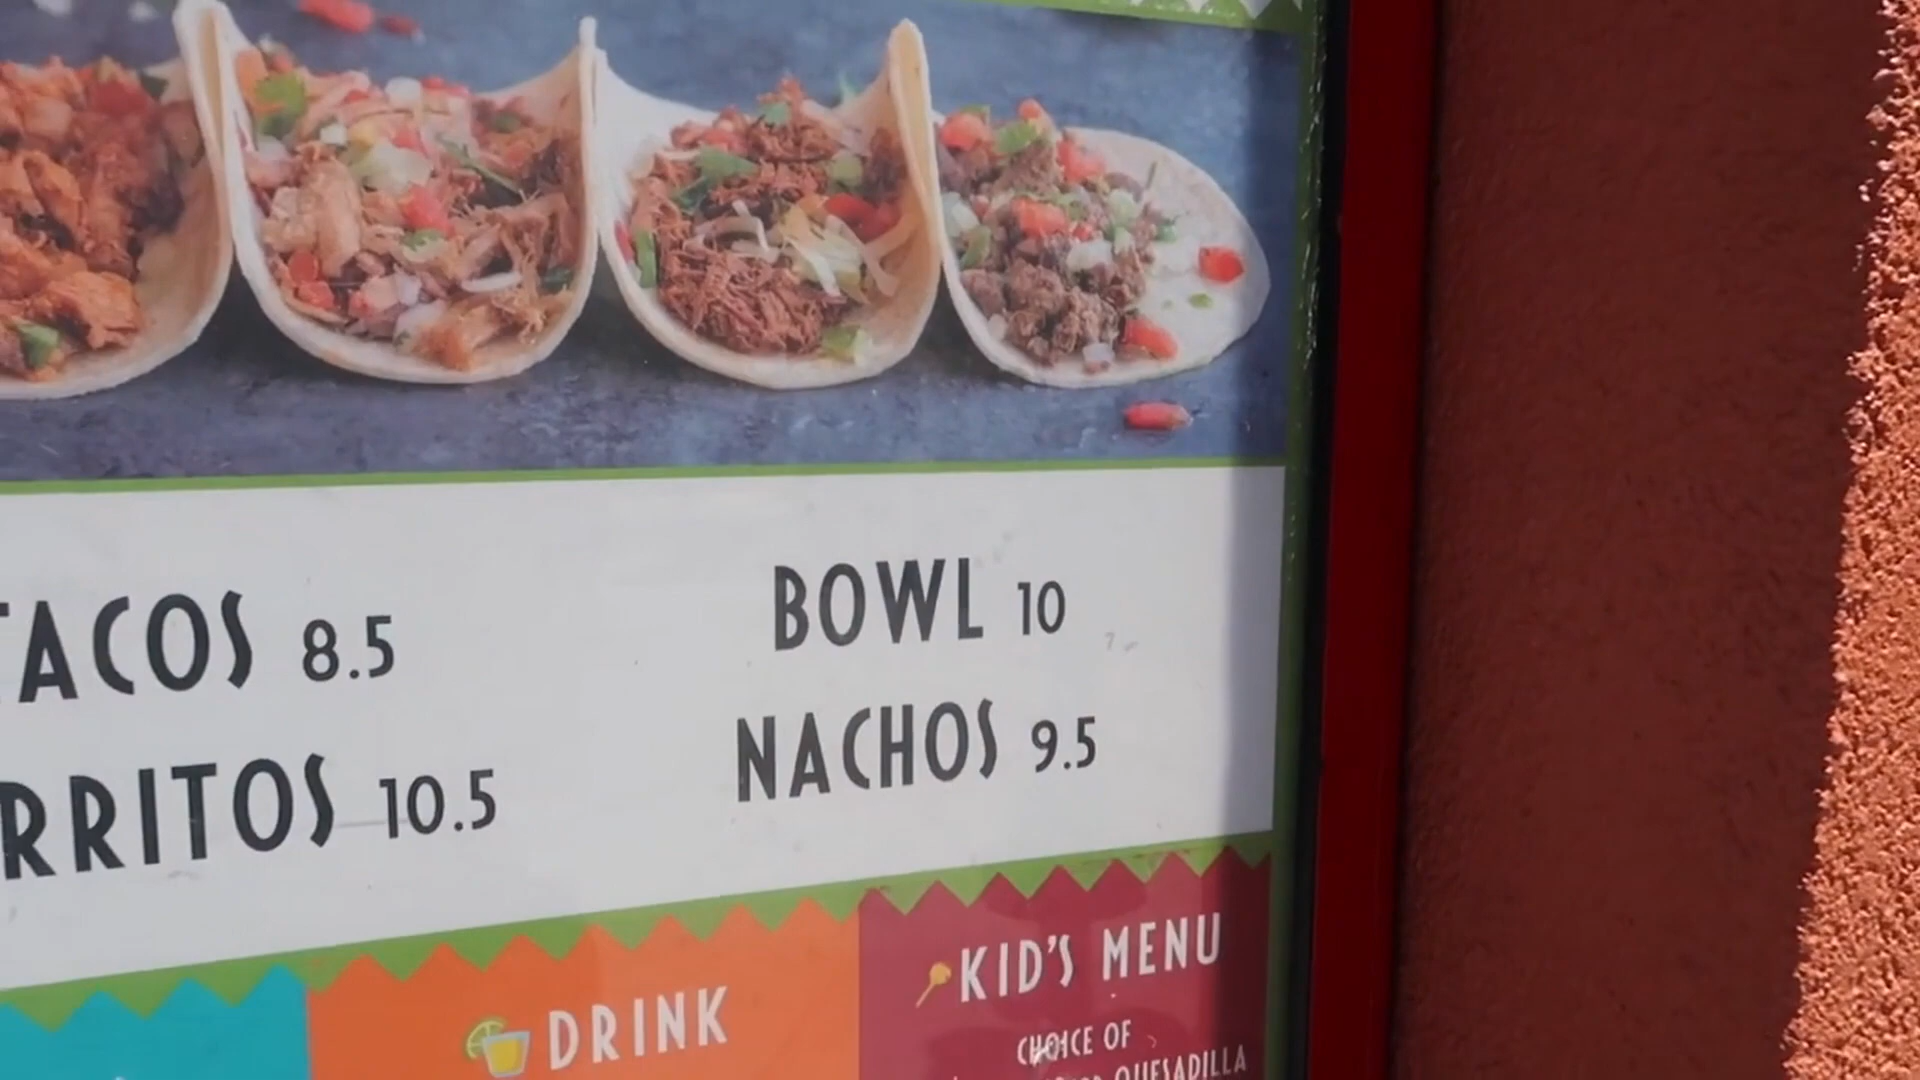 TACOS 8.5
BOWL 10
RRITOS 10.5
NACHOS 9.5
DRINK
KID'S MENU
CHOICE OF
QUESADILLA